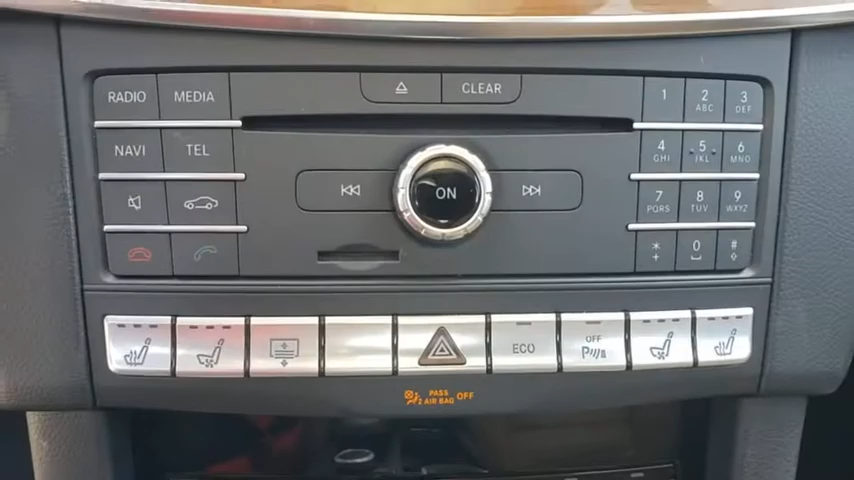 RADIO MEDIA CLEAR 1 2 ABC 3 DEF
NAVI TEL 4 GHI 5 JKL 6 MNO
ON
7 PQRS 8 TUV 9 WXYZ
* + 0 #
ECO OFF P
PASS AIR BAG OFF